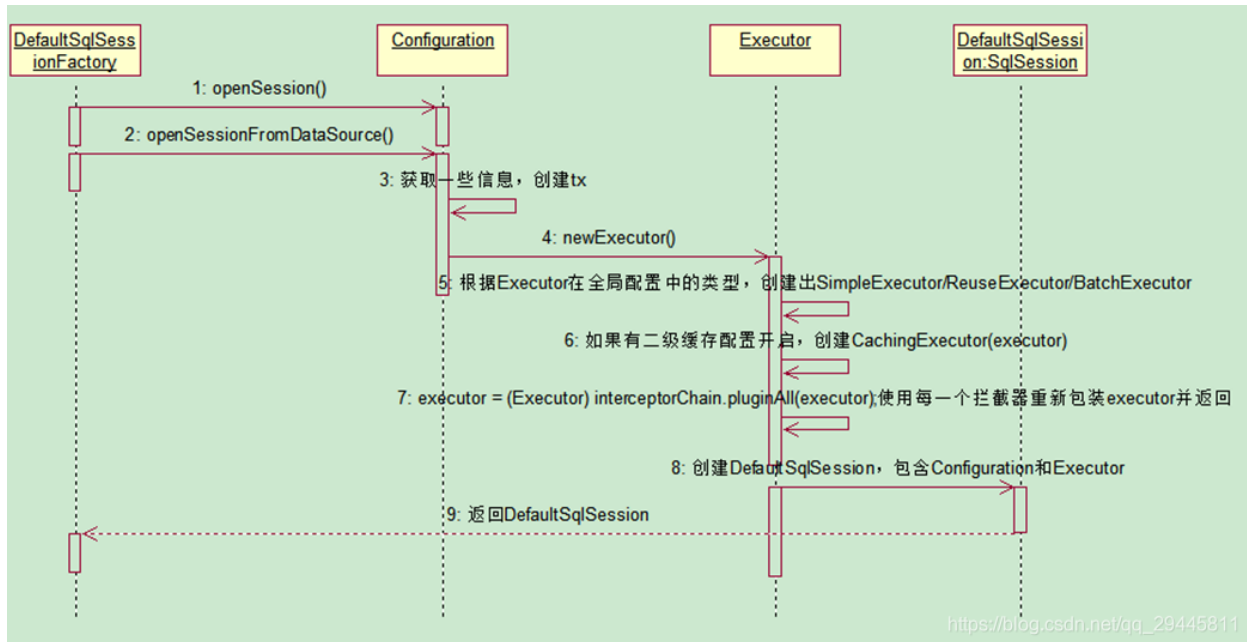 DefaultSqlSess
ionFactory
Configuration
Executor
DefaultSqlSessi
on:SqlSession
1: openSession()
2: openSessionFromDataSource()
3: 获取一些信息，创建tx
4: newExecutor()
5: 根据Executor在全局配置中的类型，创建出SimpleExecutor/ReuseExecutor/BatchExecutor
6: 如果有二级缓存配置开启，创建CachingExecutor(executor)
7: executor = (Executor) interceptorChain.pluginAll(executor);使用每一个拦截器重新包装executor并返回
8: 创建DefaultSqlSession，包含Configuration和Executor
9: 返回DefaultSqlSession
https://blog.csdn.net/qq_29445811